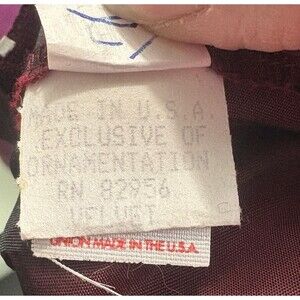 MADE IN U.S.A.
EXCLUSIVE OF
ORNAMENTATION
RN 82956
VELVET
UNION MADE IN THE U.S.A.